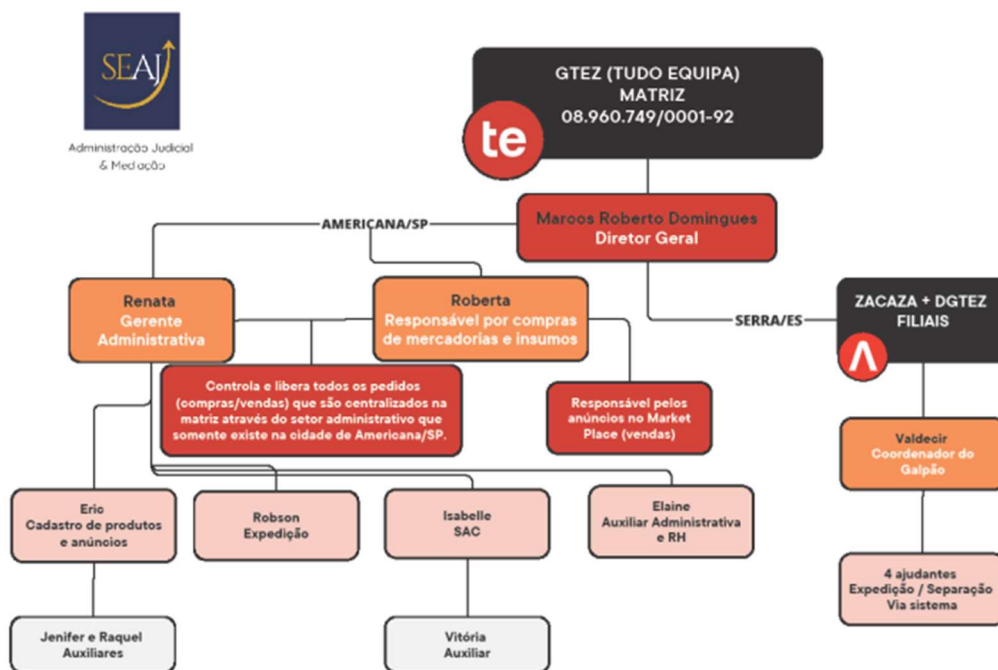 SEAJ
Administração Judicial
& Mediação
GTEZ (TUDO EQUIPA)
MATRIZ
08.960.749/0001-92
te
Marcos Roberto Domingues
Diretor Geral
AMERICANA/SP
SERRA/ES
Renata
Gerente
Administrativa
Roberta
Responsável por compras
de mercadorias e insumos
ZACAZA + DGTEZ
FILIAIS
Controla e libera todos os pedidos
(compras/vendas) que são centralizados na
matriz através do setor administrativo que
somente existe na cidade de Americana/SP.
Responsável pelos
anúncios no Market
Place (vendas)
Valdecir
Coordenador do
Galpão
Eric
Cadastro de produtos
e anúncios
Robson
Expedição
Isabelle
SAC
Elaine
Auxiliar Administrativa
e RH
4 ajudantes
Expedição / Separação
Via sistema
Jenifer e Raquel
Auxiliares
Vitória
Auxiliar